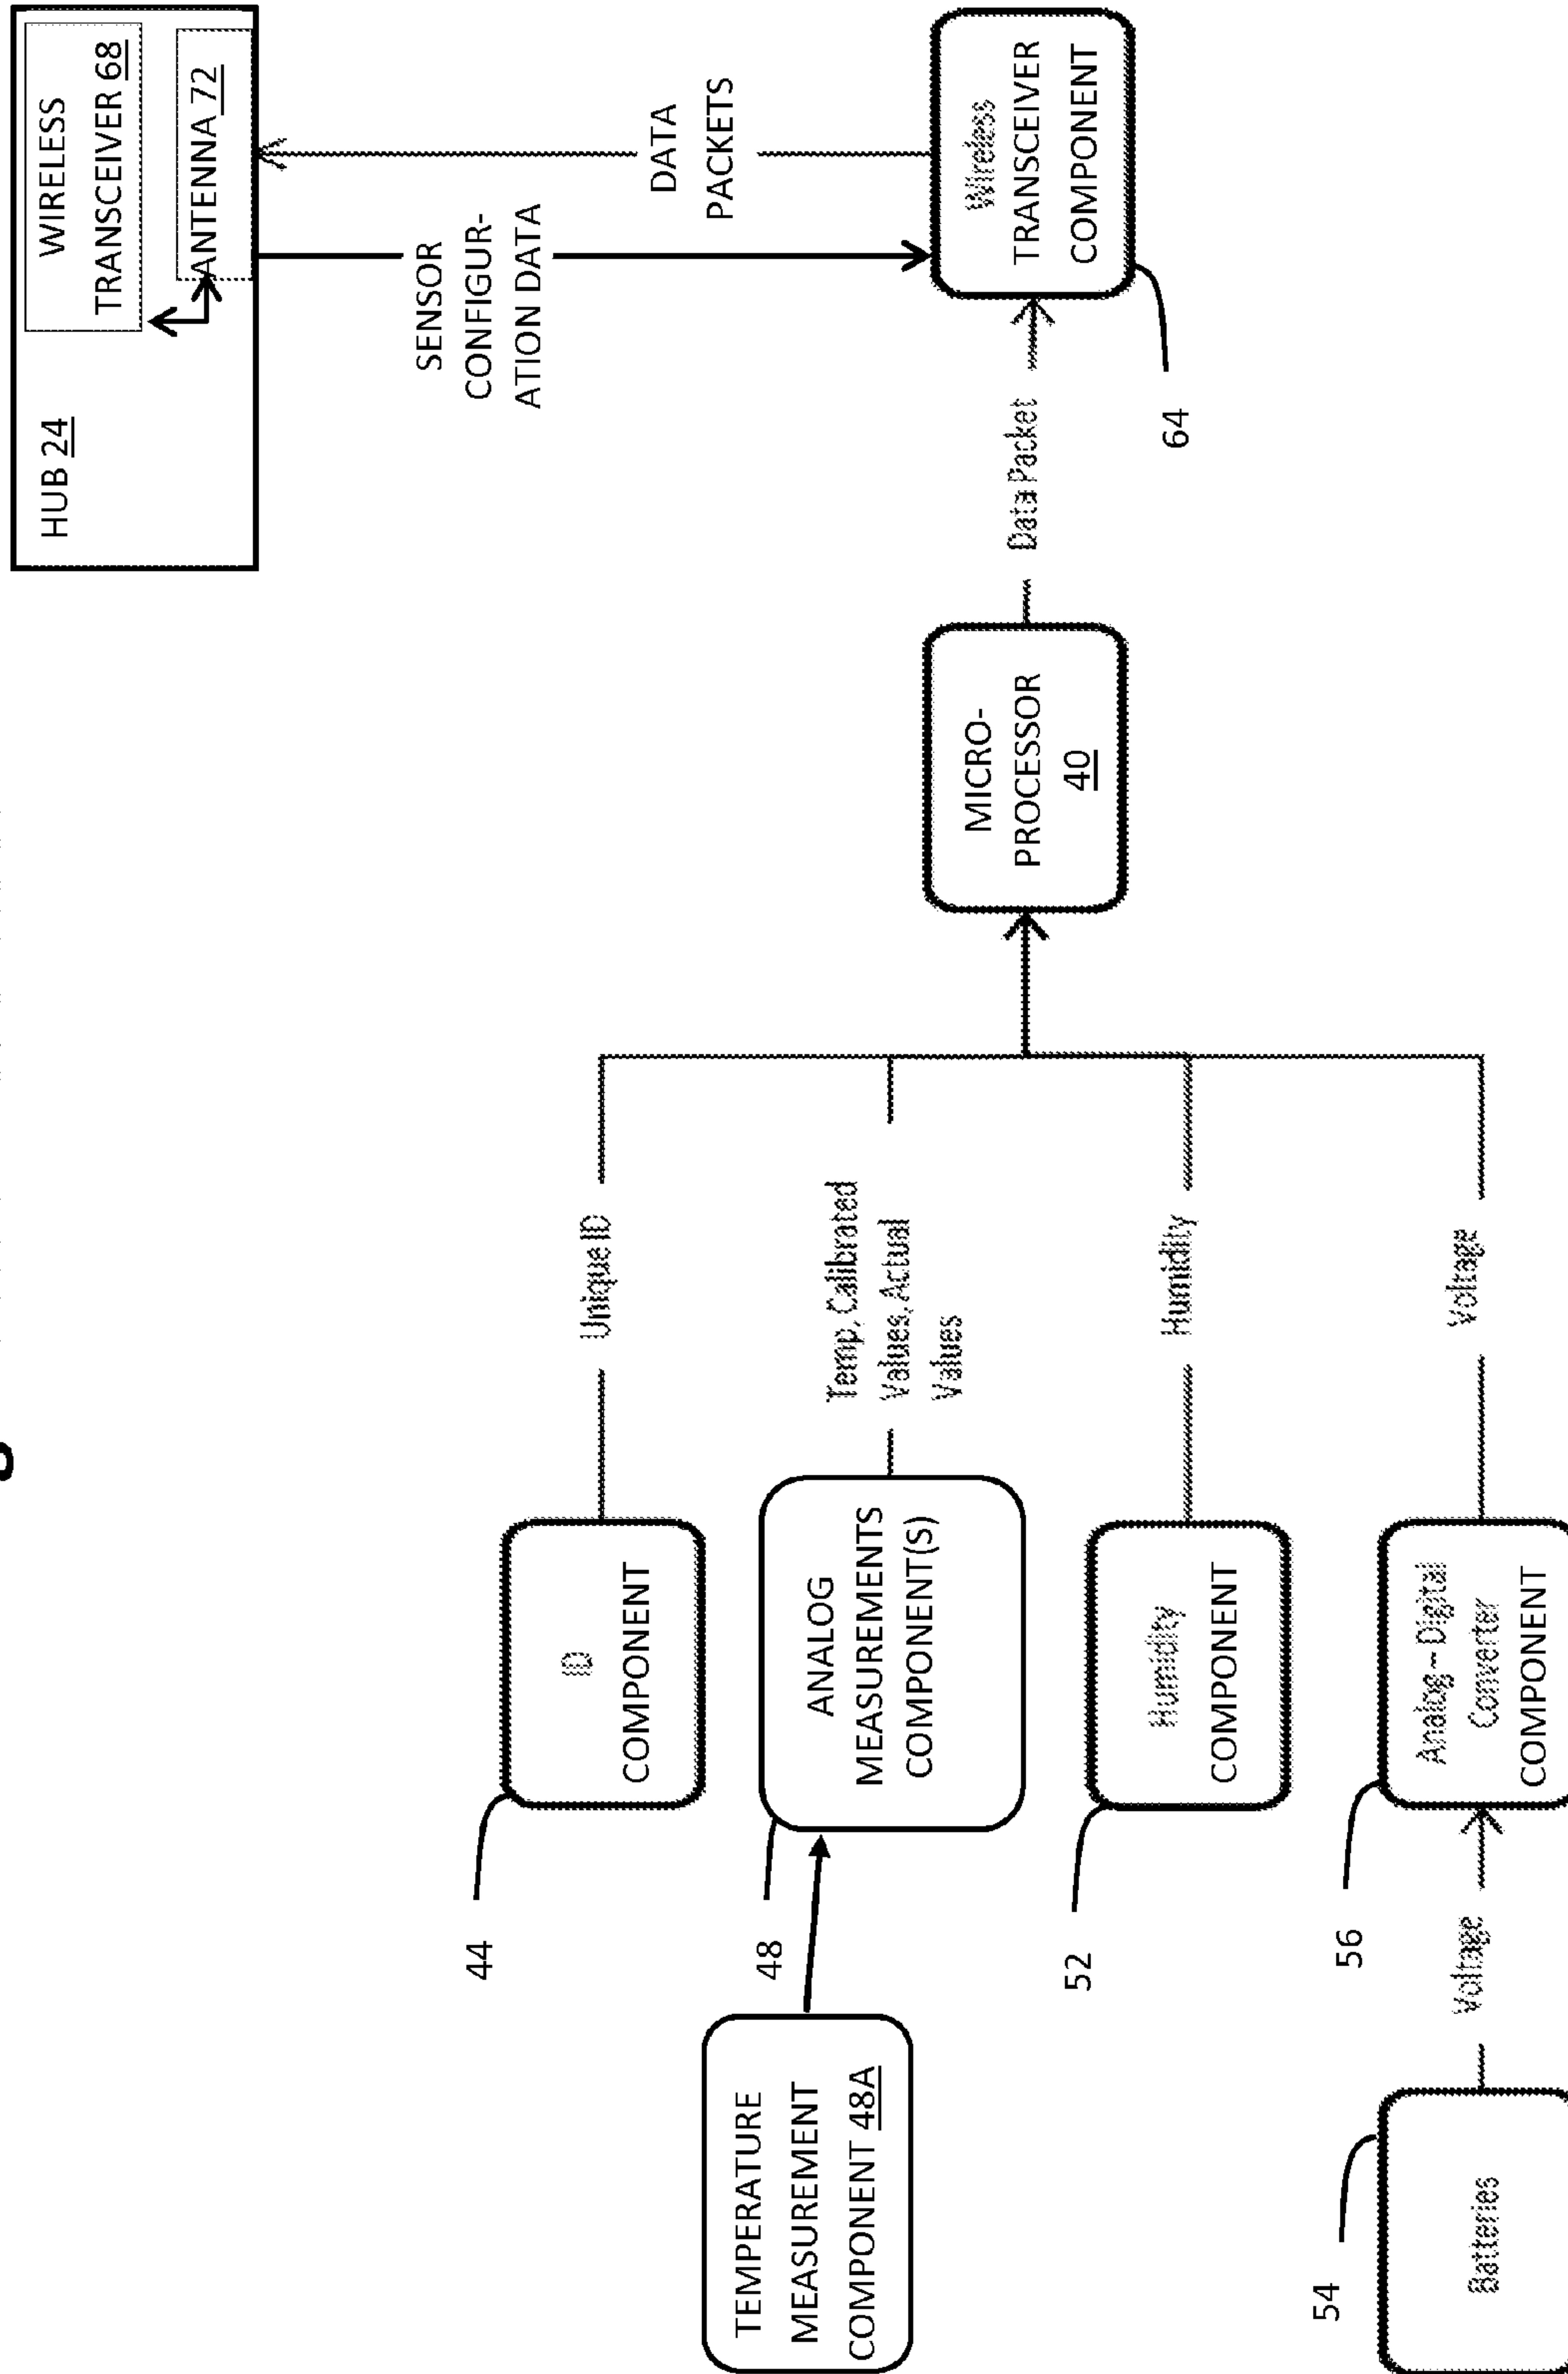 HUB 24
WIRELESS
TRANSCEIVER 68
ANTENNA 72
SENSOR
CONFIGUR-
ATION DATA
DATA
PACKETS
44
ID
COMPONENT
Unique ID
TEMPERATURE
MEASUREMENT
COMPONENT 48A
48
ANALOG
MEASUREMENTS
COMPONENT(S)
Temp, Calibrated
Values, Actual
Values
MICRO-
PROCESSOR
40
Data Packet
Wireless
TRANSCEIVER
COMPONENT
64
52
Humidity
COMPONENT
Humidity
54
Batteries
Voltage
56
Analog – Digital
Converter
COMPONENT
Voltage